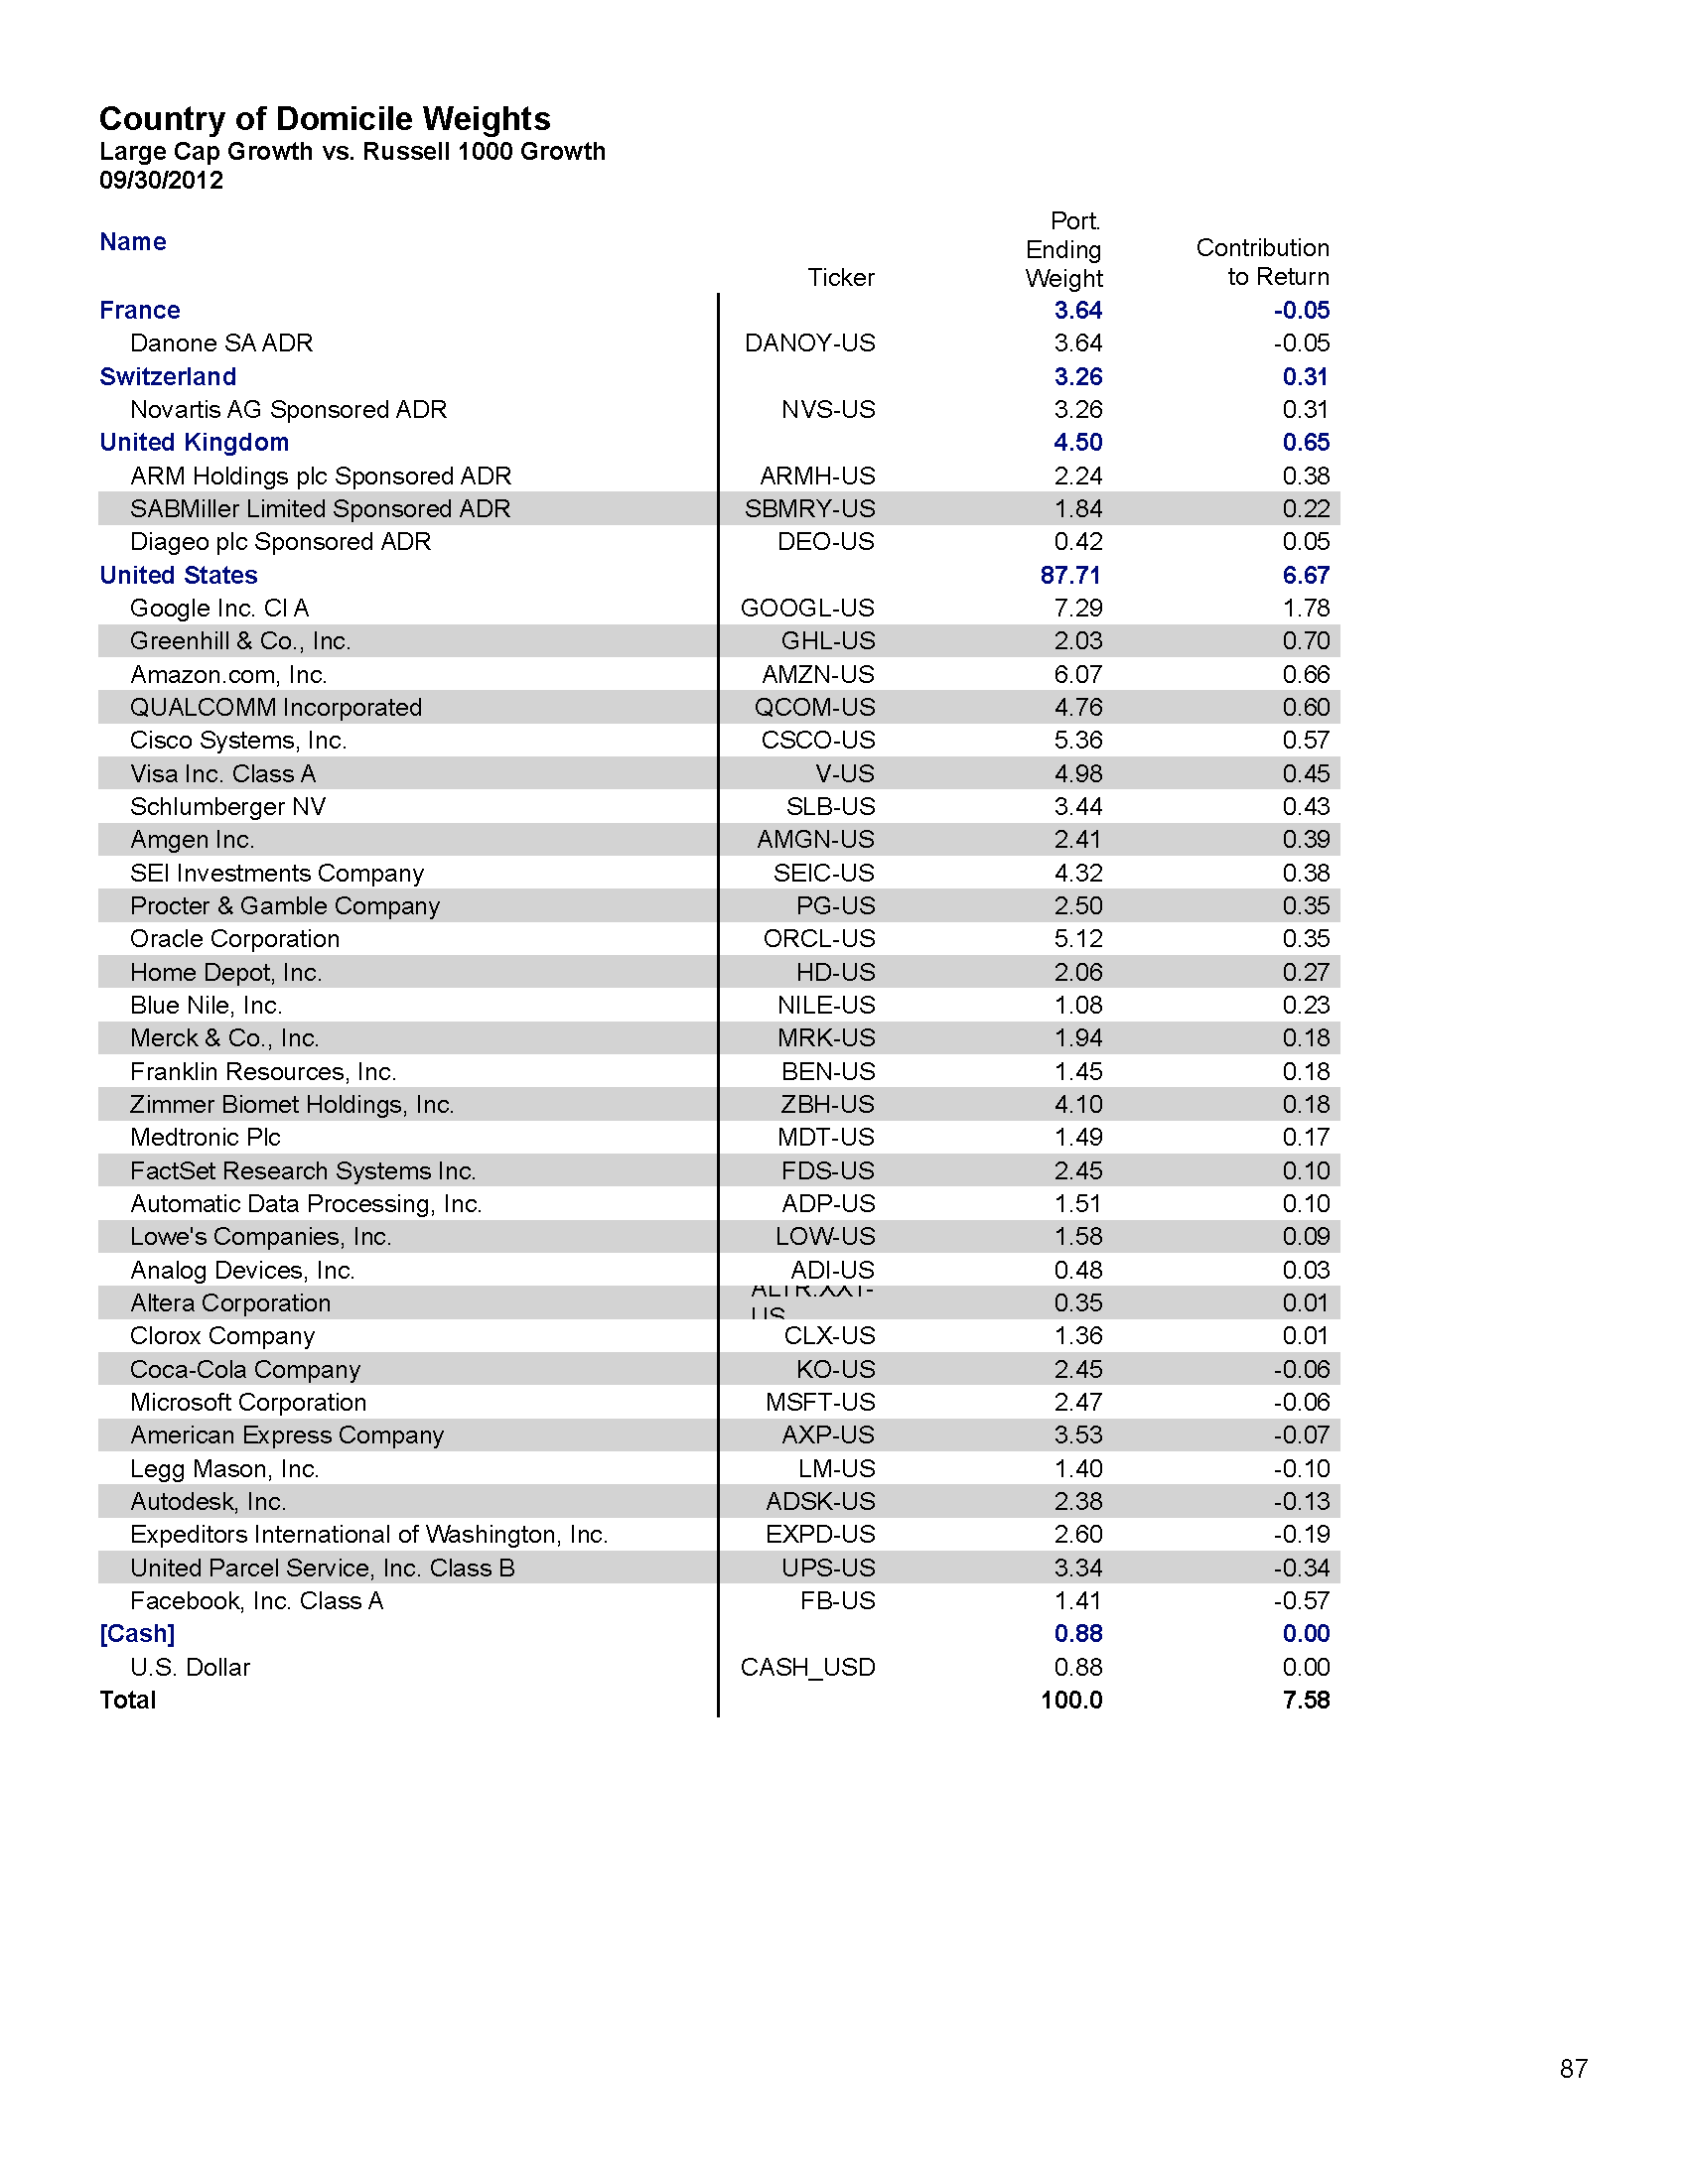 Country of Domicile Weights
Large Cap Growth vs. Russell 1000 Growth
09/30/2012
Name Ticker Port. Ending Weight Contribution to Return
France 3.64 -0.05
Danone SA ADR DANOY-US 3.64 -0.05
Switzerland 3.26 0.31
Novartis AG Sponsored ADR NVS-US 3.26 0.31
United Kingdom 4.50 0.65
ARM Holdings plc Sponsored ADR ARMH-US 2.24 0.38
SABMiller Limited Sponsored ADR SBMRY-US 1.84 0.22
Diageo plc Sponsored ADR DEO-US 0.42 0.05
United States 87.71 6.67
Google Inc. Cl A GOOGL-US 7.29 1.78
Greenhill & Co., Inc. GHL-US 2.03 0.70
Amazon.com, Inc. AMZN-US 6.07 0.66
QUALCOMM Incorporated QCOM-US 4.76 0.60
Cisco Systems, Inc. CSCO-US 5.36 0.57
Visa Inc. Class A V-US 4.98 0.45
Schlumberger NV SLB-US 3.44 0.43
Amgen Inc. AMGN-US 2.41 0.39
SEI Investments Company SEIC-US 4.32 0.38
Procter & Gamble Company PG-US 2.50 0.35
Oracle Corporation ORCL-US 5.12 0.35
Home Depot, Inc. HD-US 2.06 0.27
Blue Nile, Inc. NILE-US 1.08 0.23
Merck & Co., Inc. MRK-US 1.94 0.18
Franklin Resources, Inc. BEN-US 1.45 0.18
Zimmer Biomet Holdings, Inc. ZBH-US 4.10 0.18
Medtronic Plc MDT-US 1.49 0.17
FactSet Research Systems Inc. FDS-US 2.45 0.10
Automatic Data Processing, Inc. ADP-US 1.51 0.10
Lowe's Companies, Inc. LOW-US 1.58 0.09
Analog Devices, Inc. ADI-US 0.48 0.03
Altera Corporation 0.35 0.01
Clorox Company CLX-US 1.36 0.01
Coca-Cola Company KO-US 2.45 -0.06
Microsoft Corporation MSFT-US 2.47 -0.06
American Express Company AXP-US 3.53 -0.07
Legg Mason, Inc. LM-US 1.40 -0.10
Autodesk, Inc. ADSK-US 2.38 -0.13
Expeditors International of Washington, Inc. EXPD-US 2.60 -0.19
United Parcel Service, Inc. Class B UPS-US 3.34 -0.34
Facebook, Inc. Class A FB-US 1.41 -0.57
[Cash] 0.88 0.00
U.S. Dollar CASH_USD 0.88 0.00
Total 100.0 7.58
87